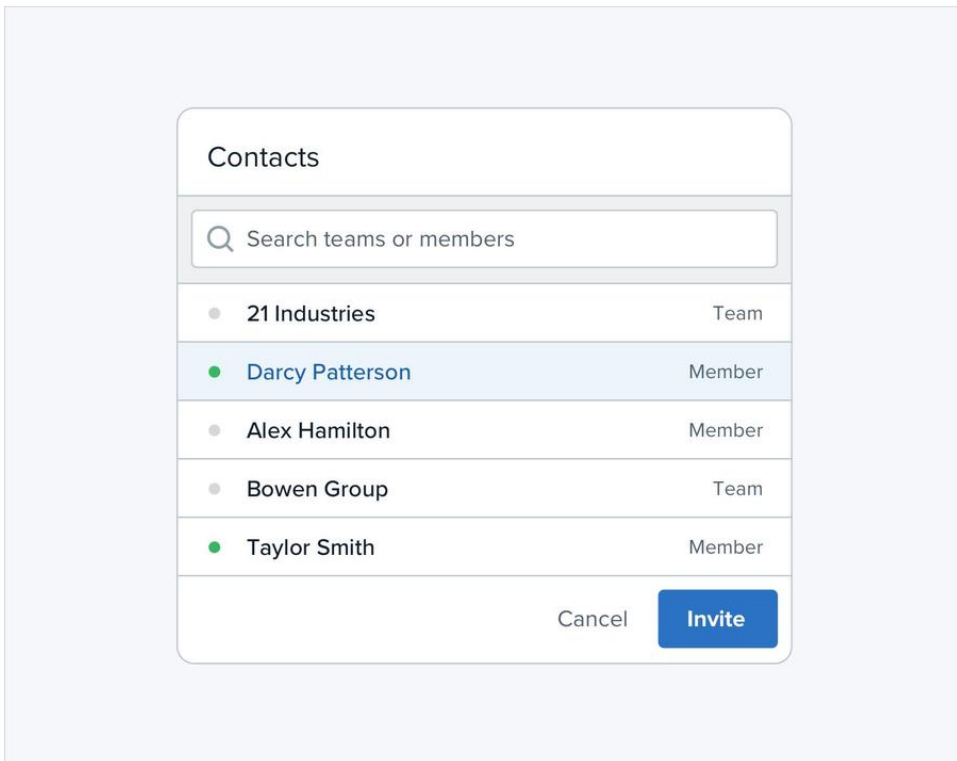 Contacts
Search teams or members
21 Industries Team
Darcy Patterson Member
Alex Hamilton Member
Bowen Group Team
Taylor Smith Member
Cancel Invite